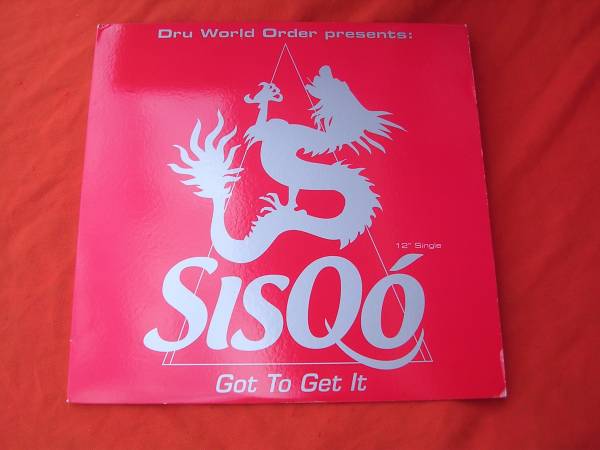 Dru World Order presents:
12" Single
SISQÓ
Got To Get It